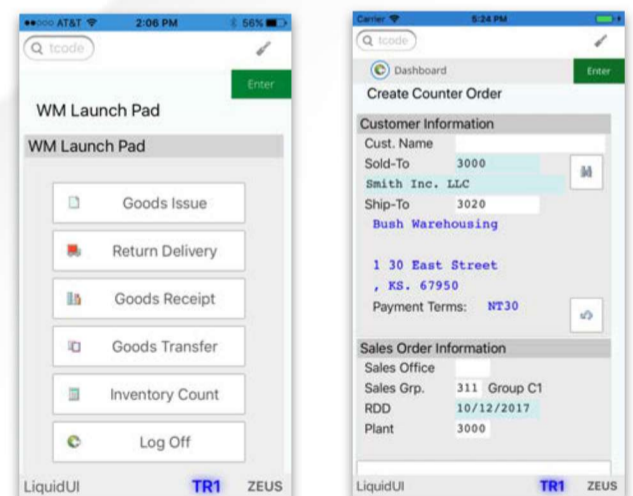 ●●○○○ AT&T 2:06 PM 56%
tcode
Enter
WM Launch Pad
WM Launch Pad
Goods Issue
Return Delivery
Goods Receipt
Goods Transfer
Inventory Count
Log Off
LiquidUI TR1 ZEUS
Carrier 5:24 PM
tcode
Dashboard Enter
Create Counter Order
Customer Information
Cust. Name
Sold-To 3000
Smith Inc. LLC
Ship-To 3020
Bush Warehousing
1 30 East Street
, KS. 67950
Payment Terms: NT30
Sales Order Information
Sales Office
Sales Grp. 311 Group C1
RDD 10/12/2017
Plant 3000
LiquidUI TR1 ZEUS